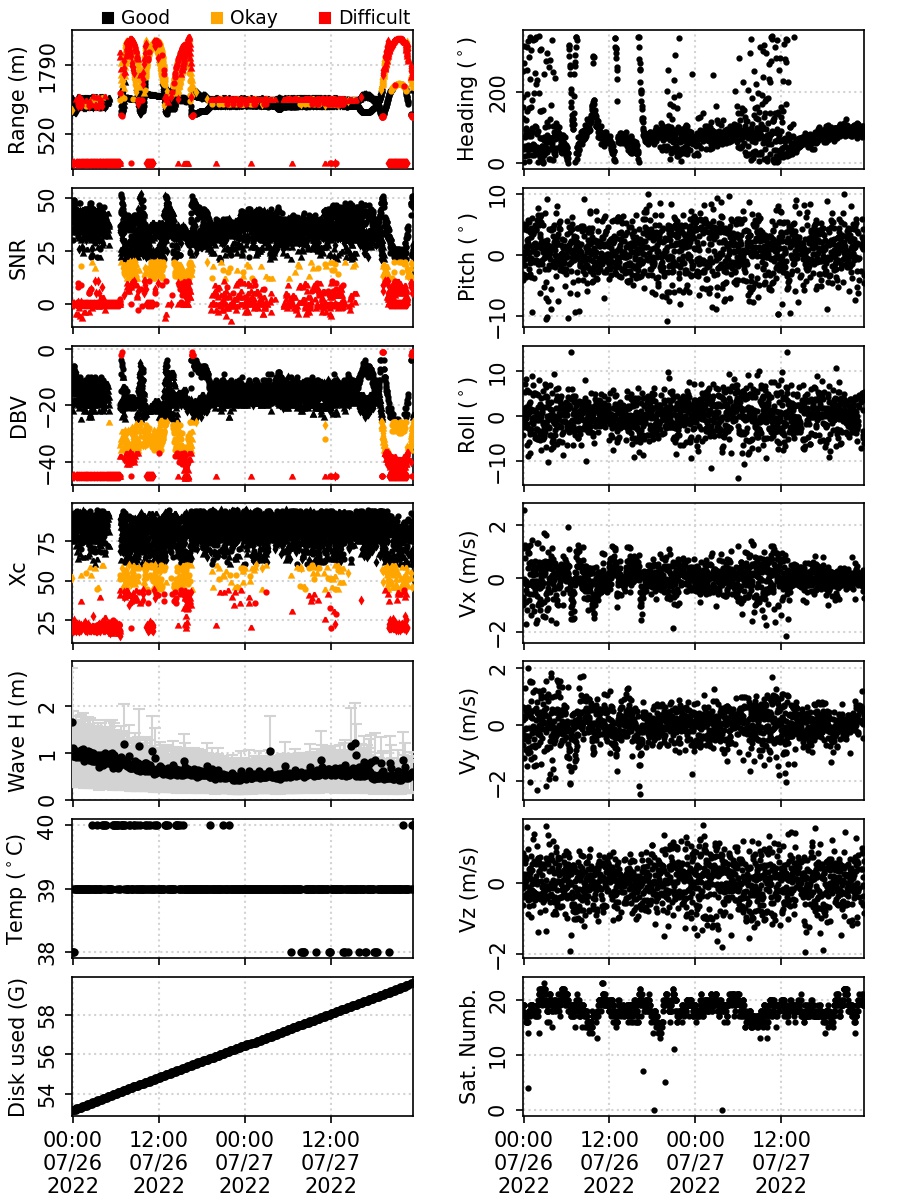 Good Okay Difficult
Range (m)
1790
520
Heading (°)
200
0
SNR
50
25
0
Pitch (°)
10
0
−10
DBV
0
−20
−40
Roll (°)
10
0
−10
Xc
75
50
25
Vx (m/s)
2
0
−2
Wave H (m)
2
1
0
Vy (m/s)
2
0
−2
Temp (°C)
40
39
38
Vz (m/s)
0
−2
Disk used (G)
58
56
54
Sat. Numb.
20
10
0
00:00 12:00 00:00 12:00
07/26 07/26 07/27 07/27
2022 2022 2022 2022
00:00 12:00 00:00 12:00
07/26 07/26 07/27 07/27
2022 2022 2022 2022